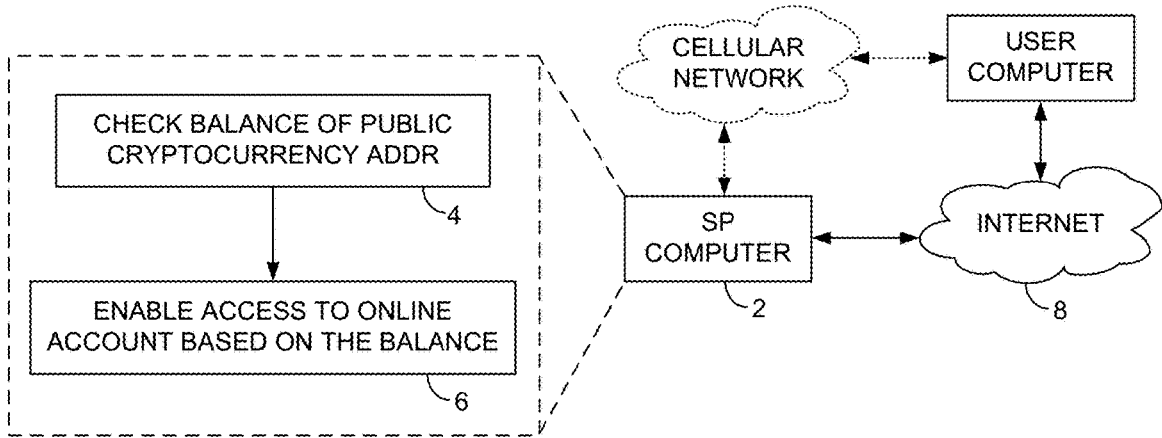 CHECK BALANCE OF PUBLIC
CRYPTOCURRENCY ADDR
4
ENABLE ACCESS TO ONLINE
ACCOUNT BASED ON THE BALANCE
6
CELLULAR
NETWORK
USER
COMPUTER
SP
COMPUTER
2
INTERNET
8